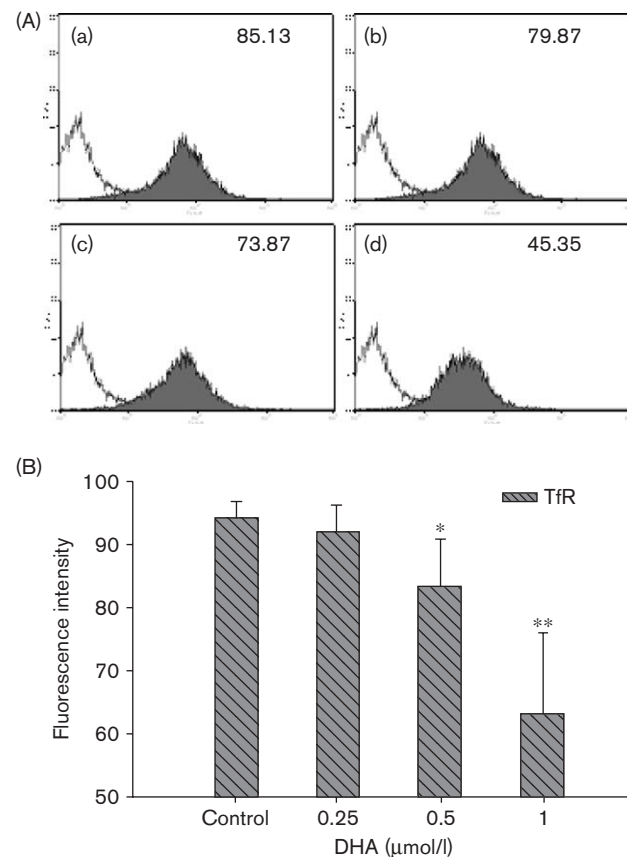 (A)
(a) 85.13
(b) 79.87
(c) 73.87
(d) 45.35
(B)
100
90
80
70
60
50
Fluorescence intensity
TfR
*
**
Control 0.25 0.5 1
DHA (μmol/l)